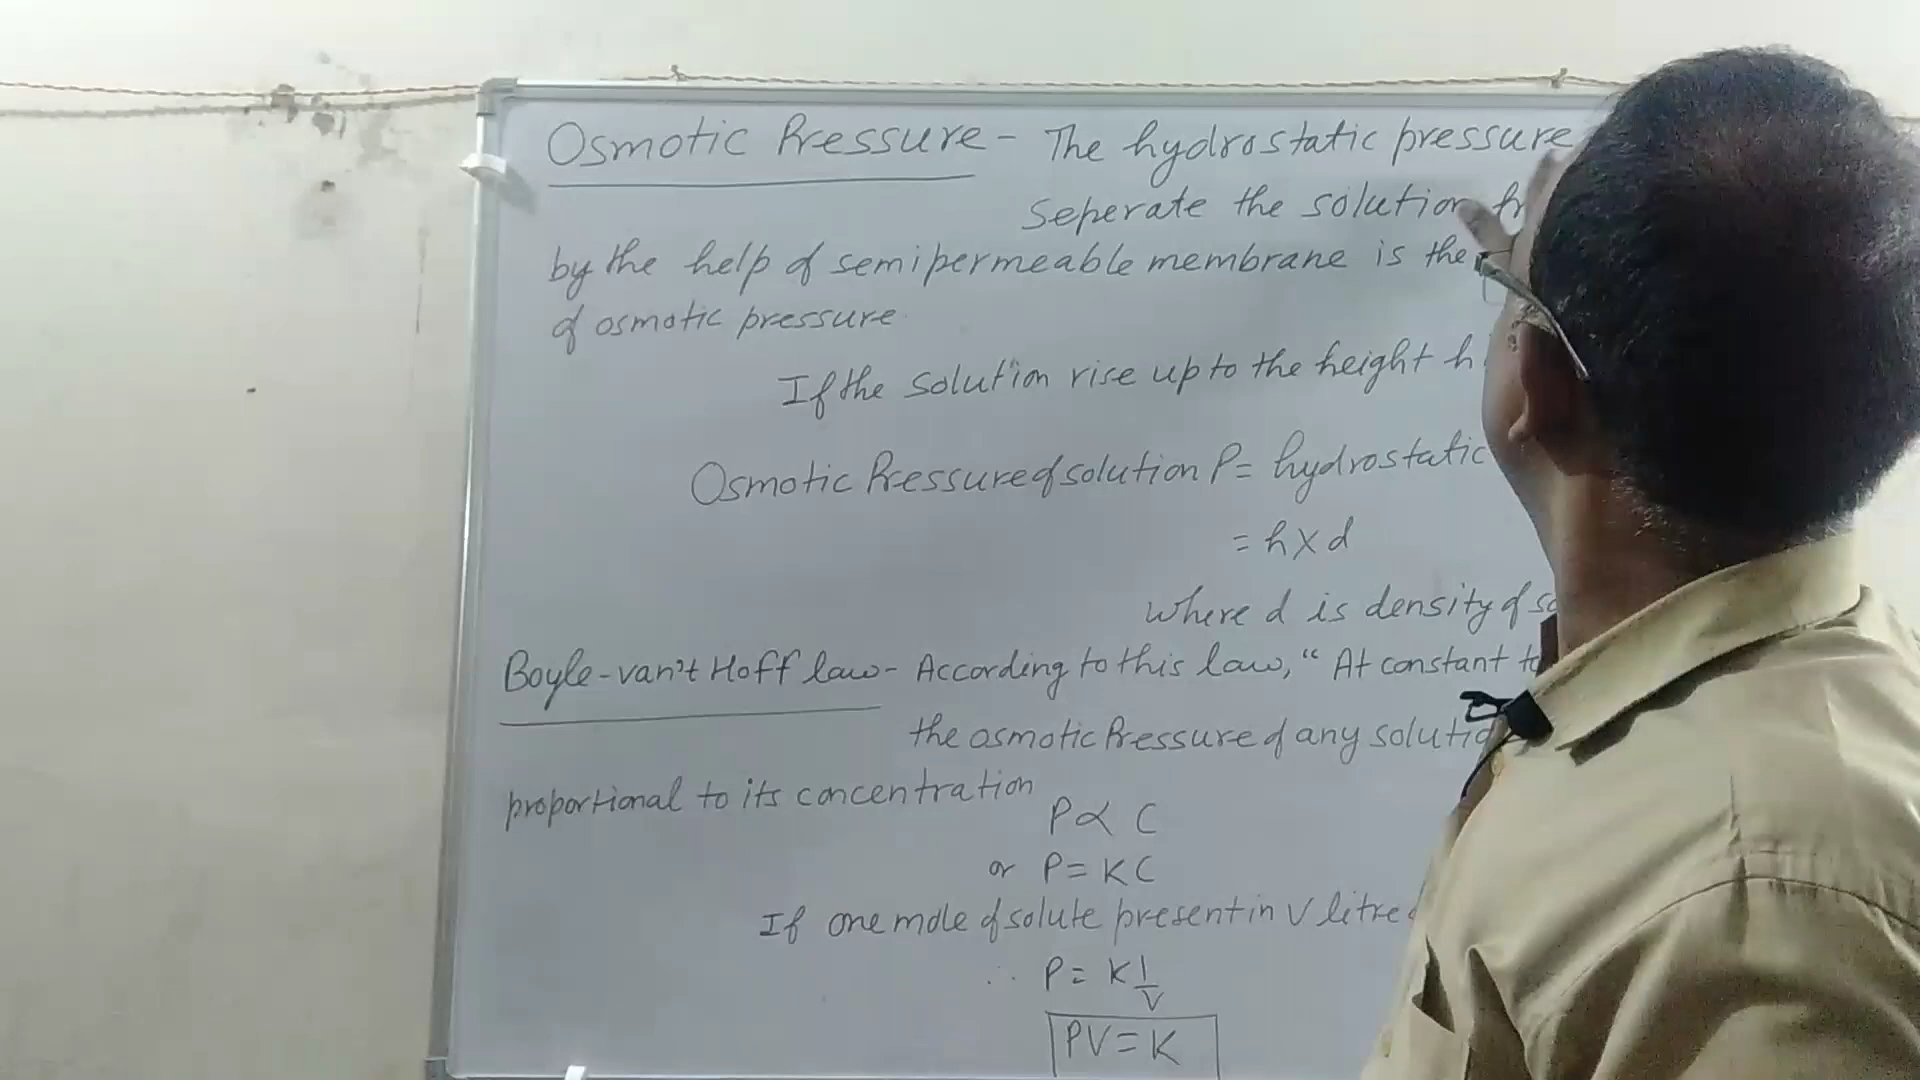 Osmotic Pressure - The hydrostatic pressure
Seperate the solution
by the help of semipermeable membrane is the
of osmotic pressure
If the solution rise up to the height h
Osmotic Pressure of solution P = hydrostatic
= h x d
where d is density of
Boyle-van't Hoff law - According to this law, “ At constant
the osmotic Pressure of any
proportional to its concentration
P ∝ C
or P = KC
If one mole of solute present in V litre
∴ P = K 1/V
PV = K